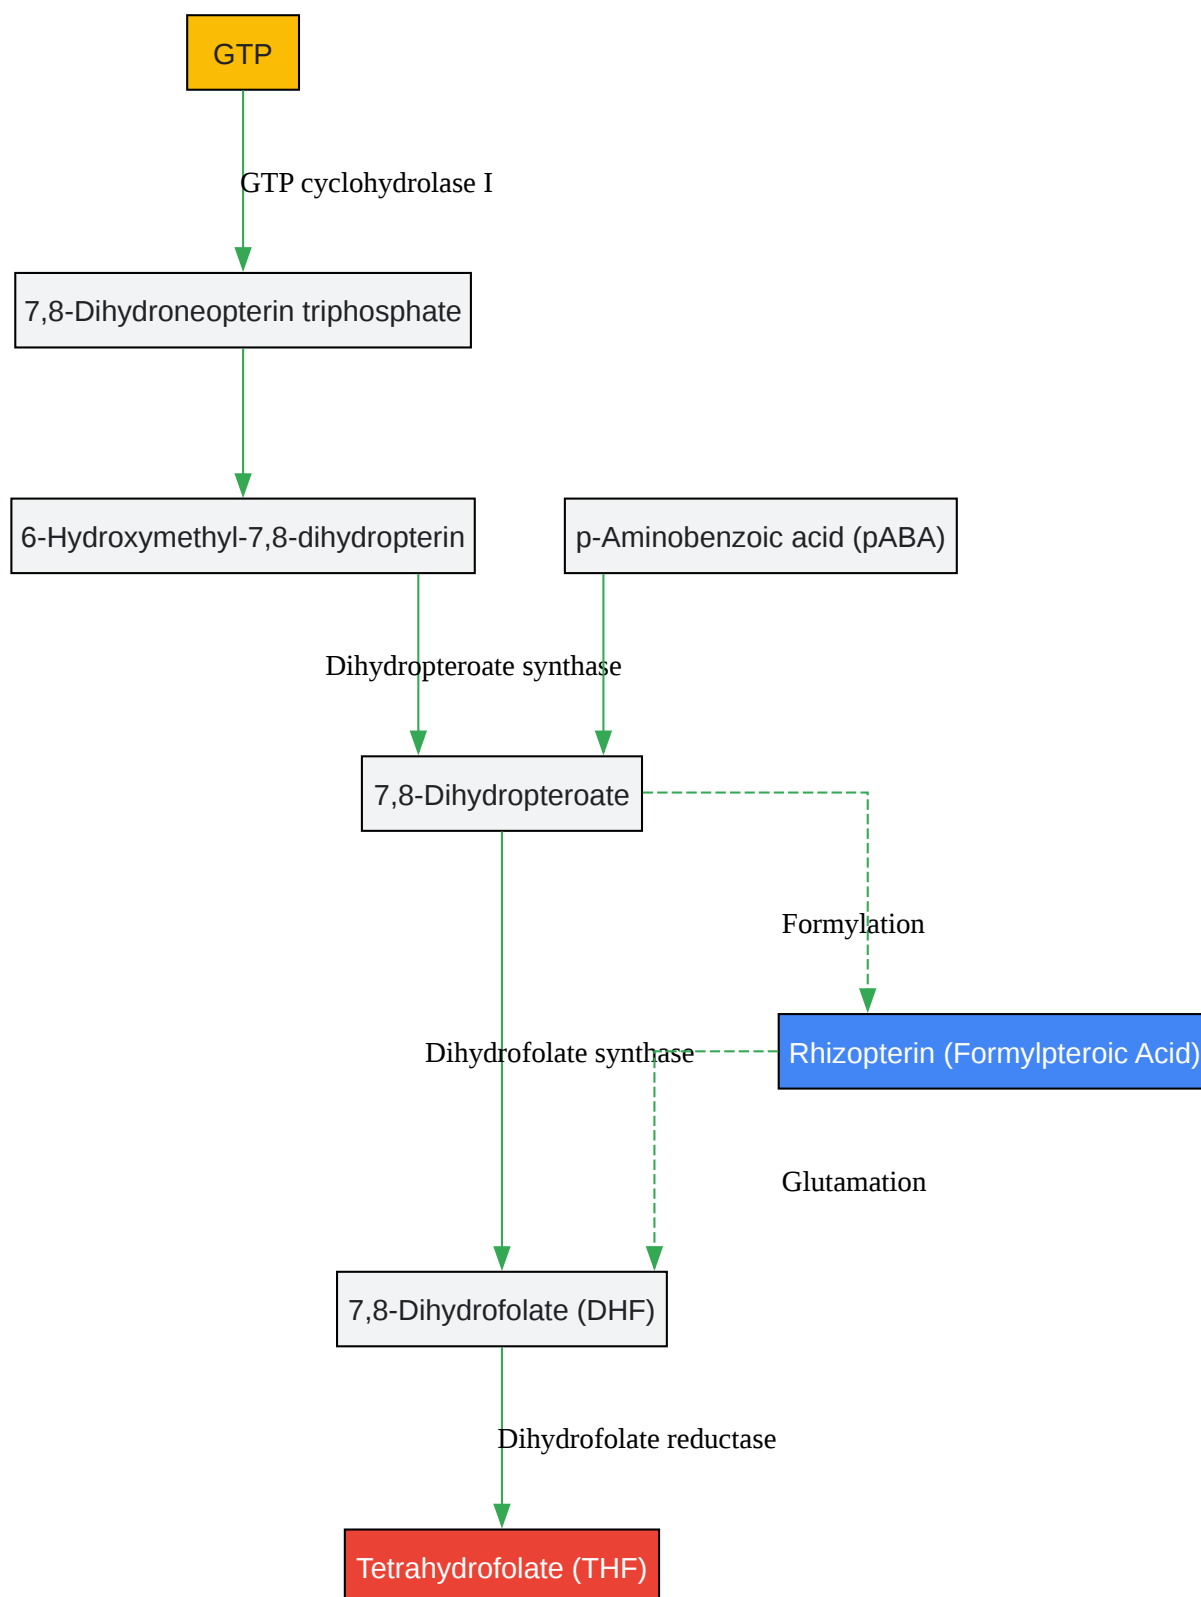 GTP
GTP cyclohydrolase I
7,8-Dihydroneopterin triphosphate
6-Hydroxymethyl-7,8-dihydropterin
p-Aminobenzoic acid (pABA)
Dihydropteroate synthase
7,8-Dihydropteroate
Formylation
Dihydrofolate synthase
Rhizopterin (Formylpteroic Acid)
Glutamation
7,8-Dihydrofolate (DHF)
Dihydrofolate reductase
Tetrahydrofolate (THF)